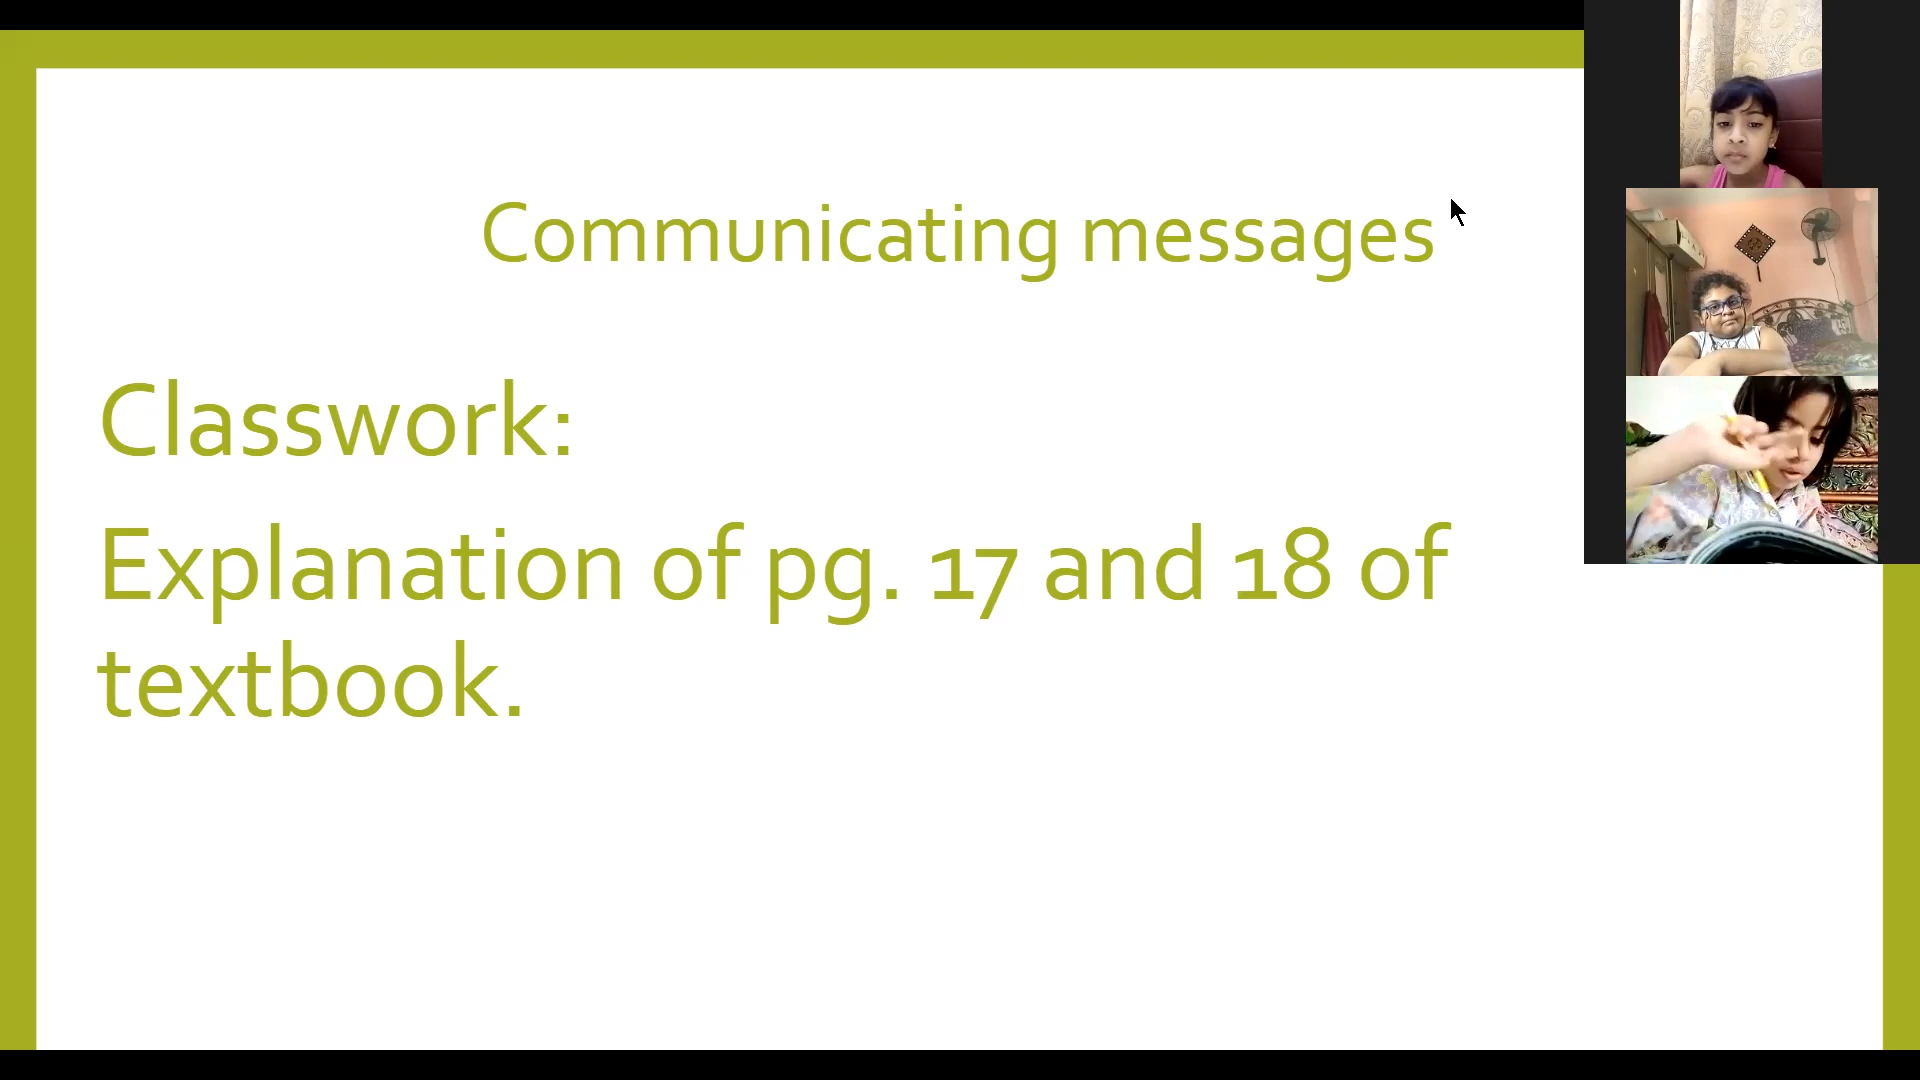 Communicating messages
Classwork:
Explanation of pg. 17 and 18 of
textbook.